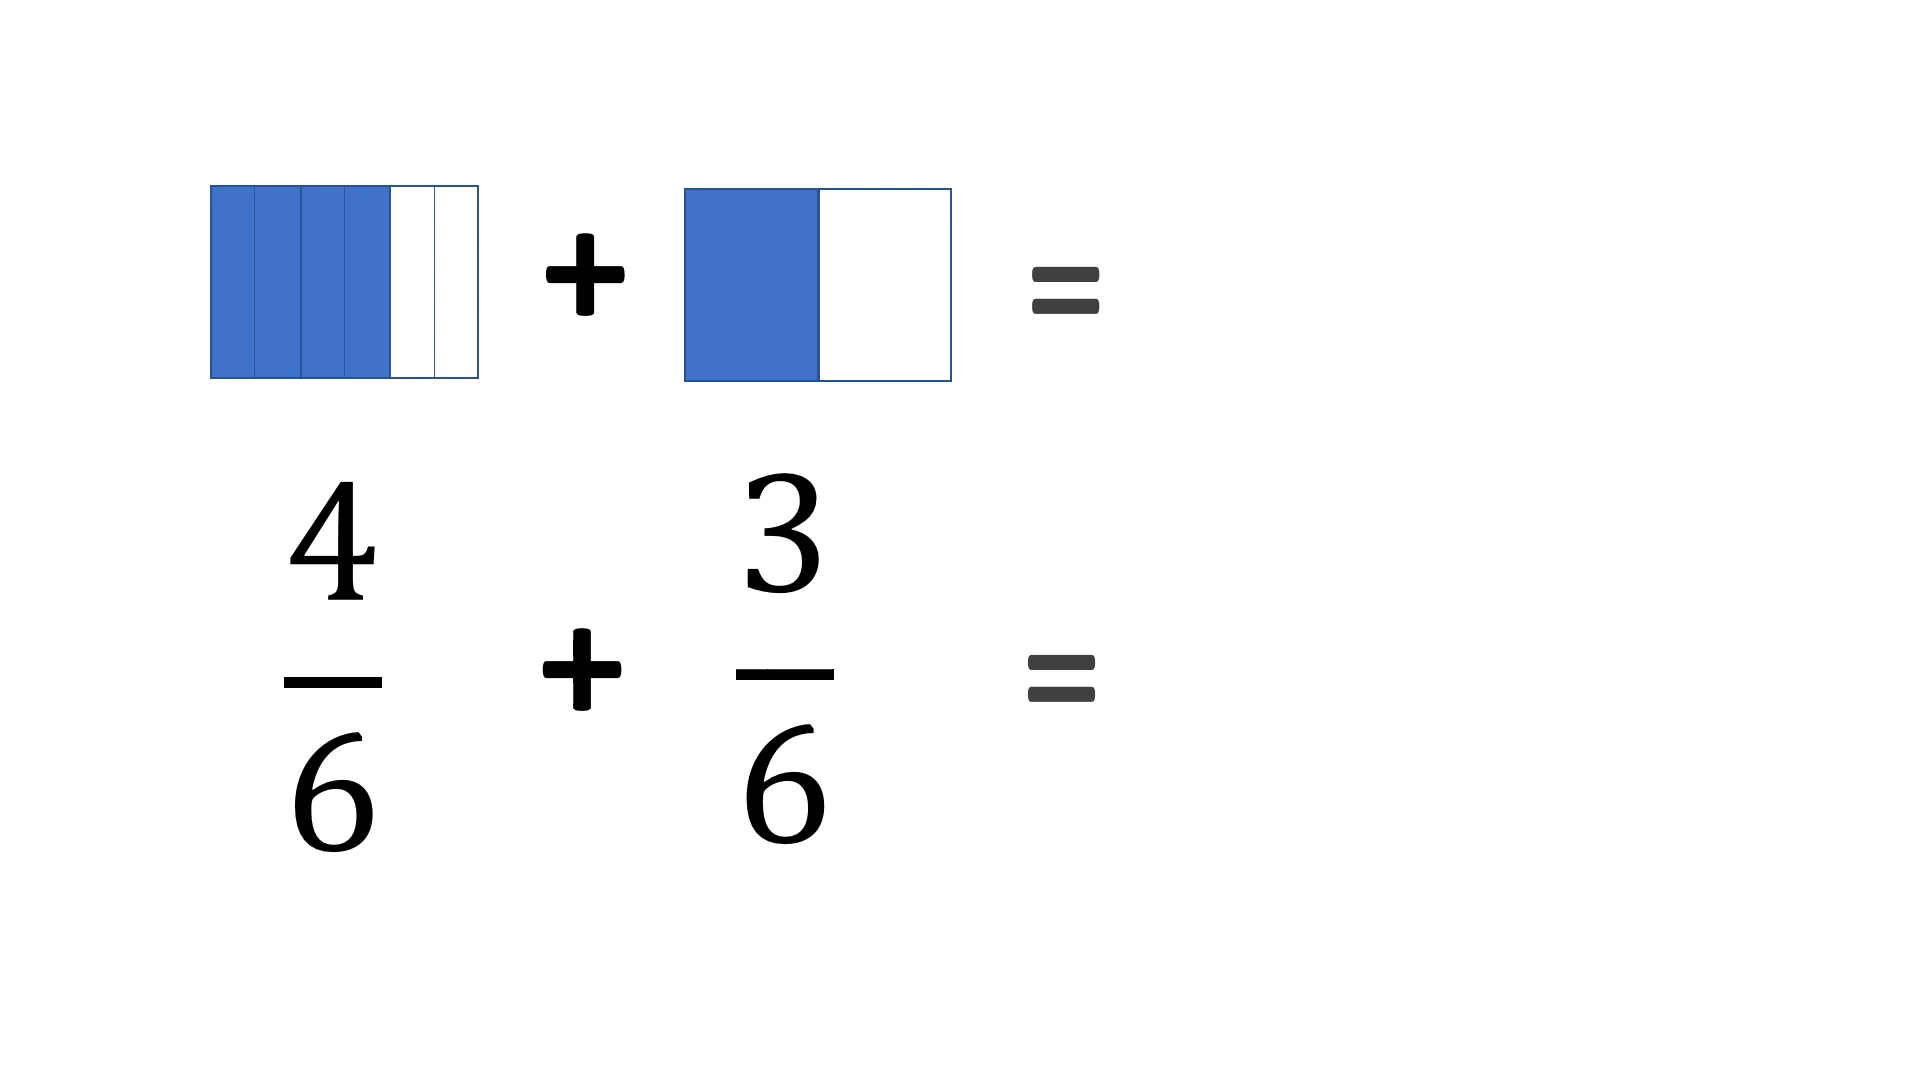 + =
4/6 + 3/6 =